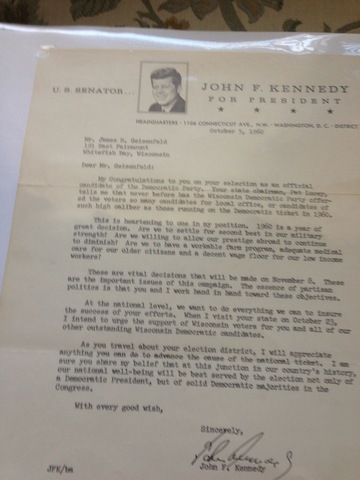 U. S. SENATOR...
JOHN F. KENNEDY
FOR PRESIDENT
HEADQUARTERS · 1106 CONNECTICUT AVE., N.W. · WASHINGTON, D. C. · DISTRICT
October 3, 1960
Mr. James R. Geisenfeld
191 East Fairmount
Whitefish Bay, Wisconsin
Dear Mr. Geisenfeld:
My Congratulations to you on your selection as an official
candidate of the Democratic Party. Your state chairman, Pat Lucey,
tells me that never before has the Wisconsin Democratic Party offer-
ed the voters so many candidates for local office, or candidates of
such high caliber as those running on the Democratic ticket in 1960.
This is heartening to one in my position. 1960 is a year of
great decision. Are we to settle for second best in our military
strength? Are we willing to allow our prestige abroad to continue
to diminish? Are we to have a workable farm program, adequate medical
care for our older citizens and a decent wage floor for our low income
workers?
These are vital decisions that will be made on November 8. These
are the important issues of this campaign. The essence of partisan
politics is that you and I work hand in hand toward these objectives.
At the national level, we want to do everything we can to insure
the success of your efforts. When I visit your state on October 23,
I intend to urge the support of Wisconsin voters for you and all of our
other outstanding Wisconsin Democratic candidates.
As you travel about your election district, I will appreciate
anything you can do to advance the cause of the national ticket. I am
sure you share my belief that at this junction in our country's history,
our national well-being will be best served by the election not only of
a Democratic President, but of solid Democratic majorities in the
Congress.
With every good wish,
Sincerely,
John Kennedy
John F. Kennedy
JFK/bm